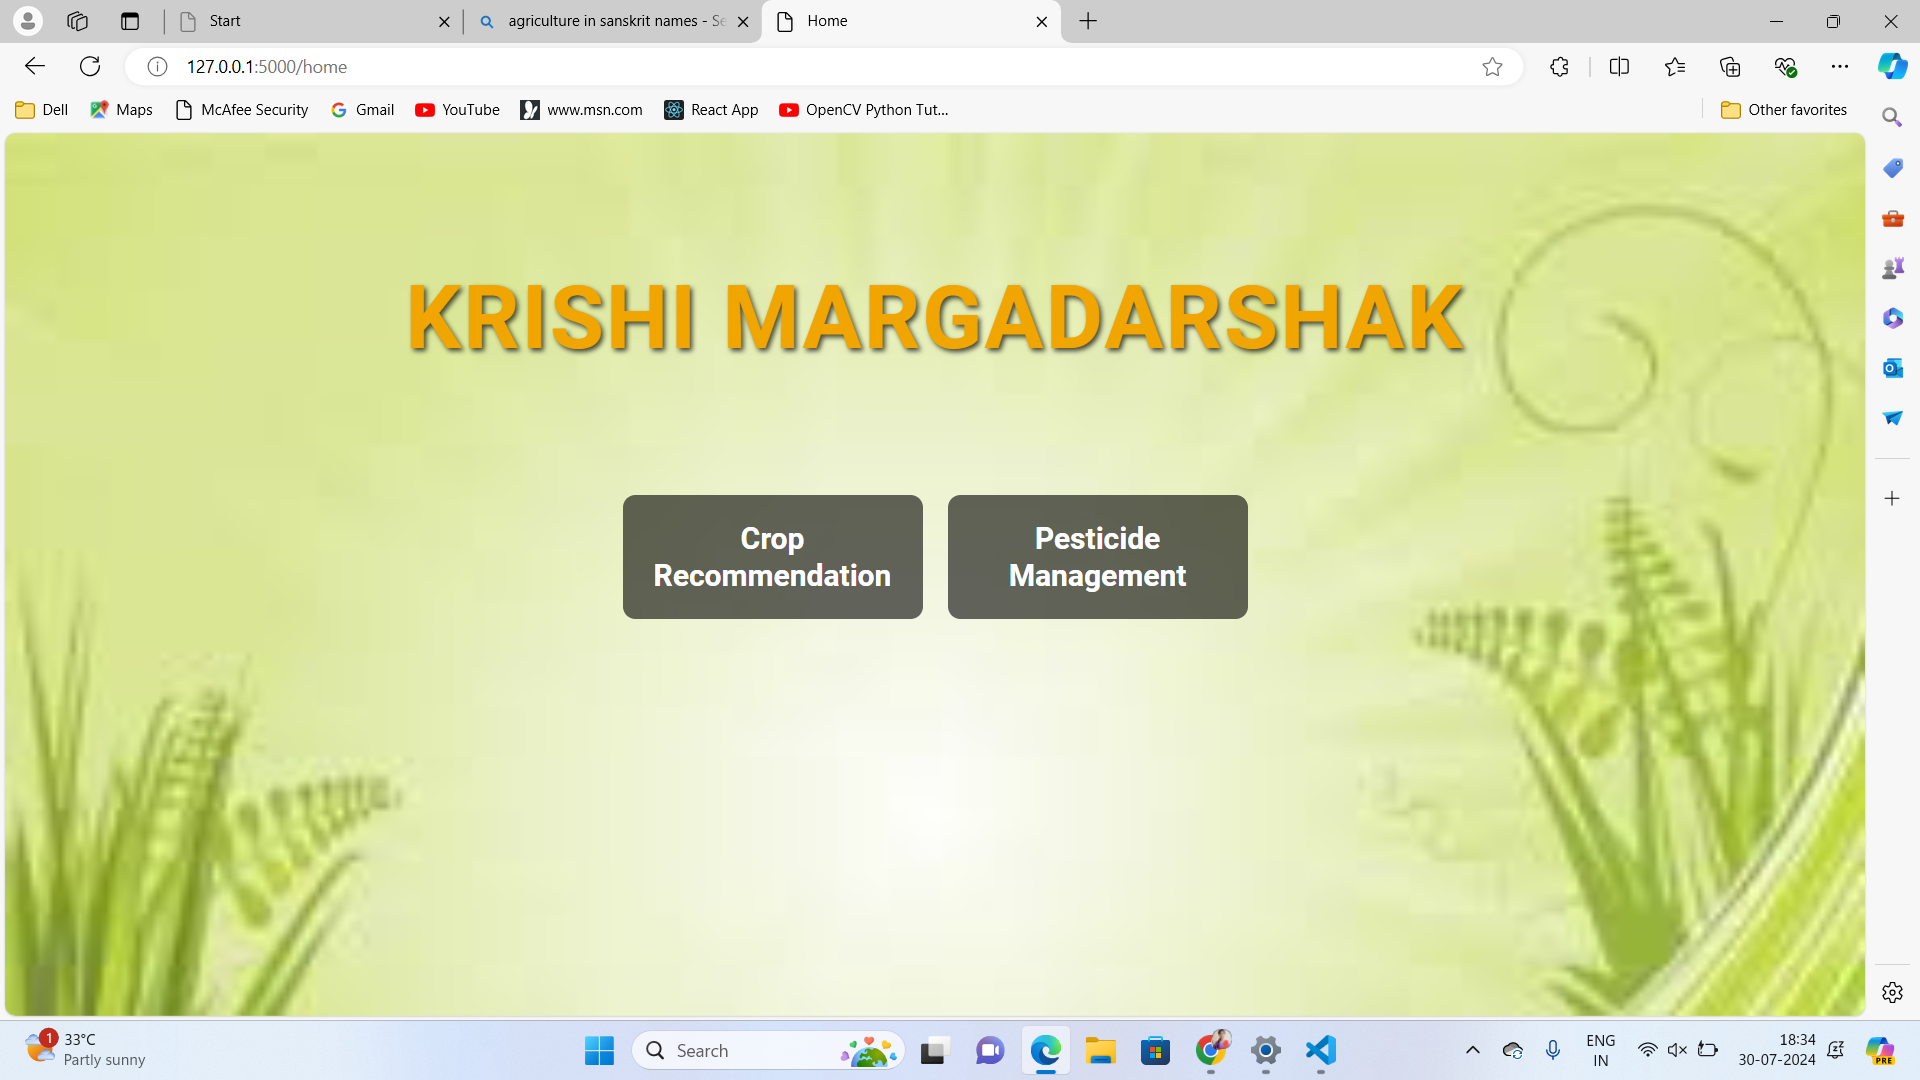 Start
agriculture in sanskrit names - Se
Home
127.0.0.1:5000/home
Dell
Maps
McAfee Security
Gmail
YouTube
www.msn.com
React App
OpenCV Python Tut...
Other favorites
KRISHI MARGADARSHAK
Crop
Recommendation
Pesticide
Management
1
33°C
Partly sunny
Search
ENG
IN
18:34
30-07-2024
PRE